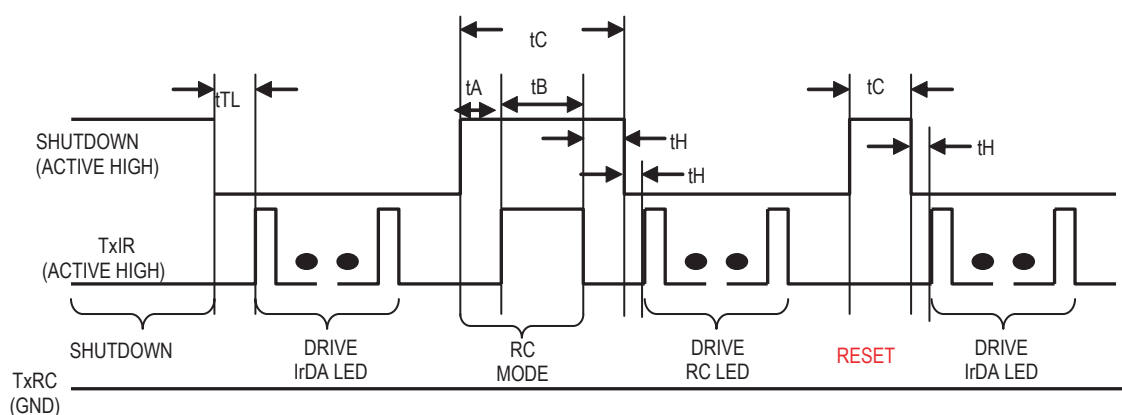 tC
tA
tB
tC
tTL
SHUTDOWN
(ACTIVE HIGH)
tH
tH
tH
TxIR
(ACTIVE HIGH)
SHUTDOWN
DRIVE
IrDA LED
RC
MODE
DRIVE
RC LED
RESET
DRIVE
IrDA LED
TxRC
(GND)